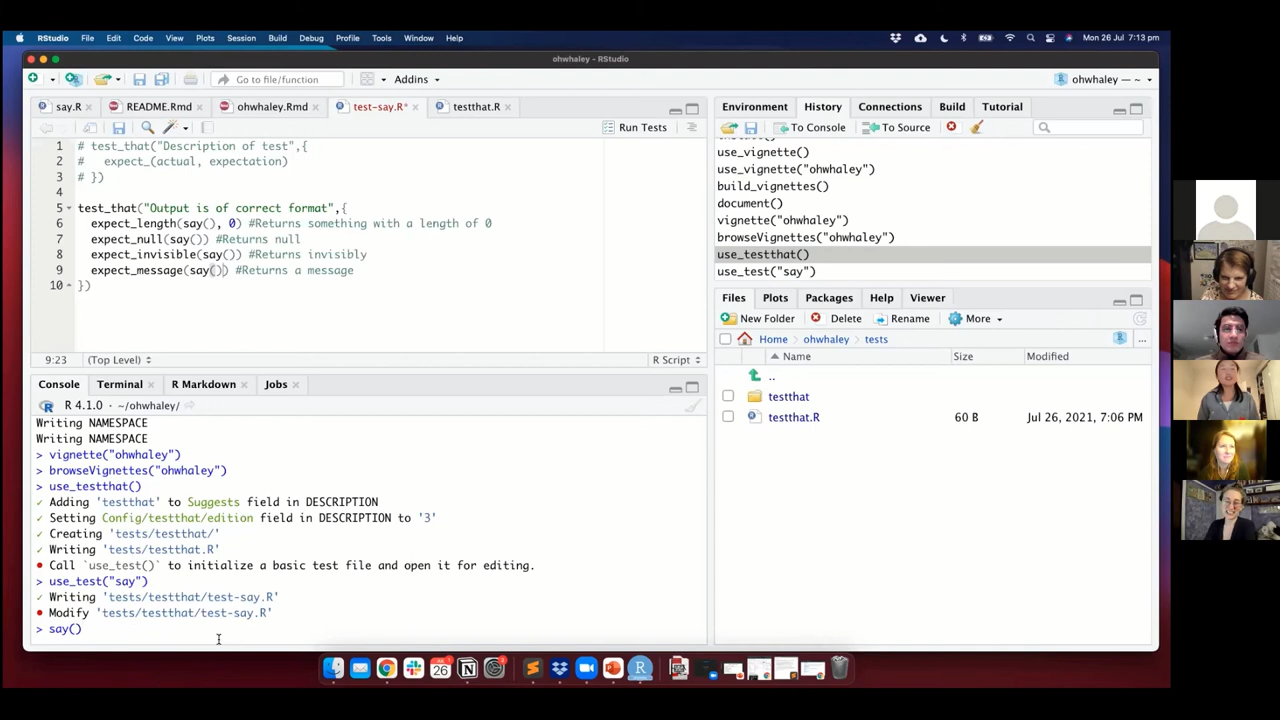 RStudio File Edit Code View Plots Session Build Debug Profile Tools Window Help Mon 26 Jul 7:13 pm
ohwhaley - RStudio
Go to file/function Addins ohwhaley — ~
say.R README.Rmd ohwhaley.Rmd test-say.R* testthat.R
Run Tests
1 # test_that("Description of test",{
2 #   expect_(actual, expectation)
3 # })
4
5 test_that("Output is of correct format",{
6   expect_length(say(), 0) #Returns something with a length of 0
7   expect_null(say()) #Returns null
8   expect_invisible(say()) #Returns invisibly
9   expect_message(say()) #Returns a message
10 })
9:23 (Top Level) R Script
Console Terminal R Markdown Jobs
R 4.1.0 · ~/ohwhaley/
Writing NAMESPACE
Writing NAMESPACE
> vignette("ohwhaley")
> browseVignettes("ohwhaley")
> use_testthat()
✓ Adding 'testthat' to Suggests field in DESCRIPTION
✓ Setting Config/testthat/edition field in DESCRIPTION to '3'
✓ Creating 'tests/testthat/'
✓ Writing 'tests/testthat.R'
● Call `use_test()` to initialize a basic test file and open it for editing.
> use_test("say")
✓ Writing 'tests/testthat/test-say.R'
● Modify 'tests/testthat/test-say.R'
> say()
Environment History Connections Build Tutorial
To Console To Source
use_vignette()
use_vignette("ohwhaley")
build_vignettes()
document()
vignette("ohwhaley")
browseVignettes("ohwhaley")
use_testthat()
use_test("say")
Files Plots Packages Help Viewer
New Folder Delete Rename More
Home ohwhaley tests
Name Size Modified
..
testthat
testthat.R 60 B Jul 26, 2021, 7:06 PM